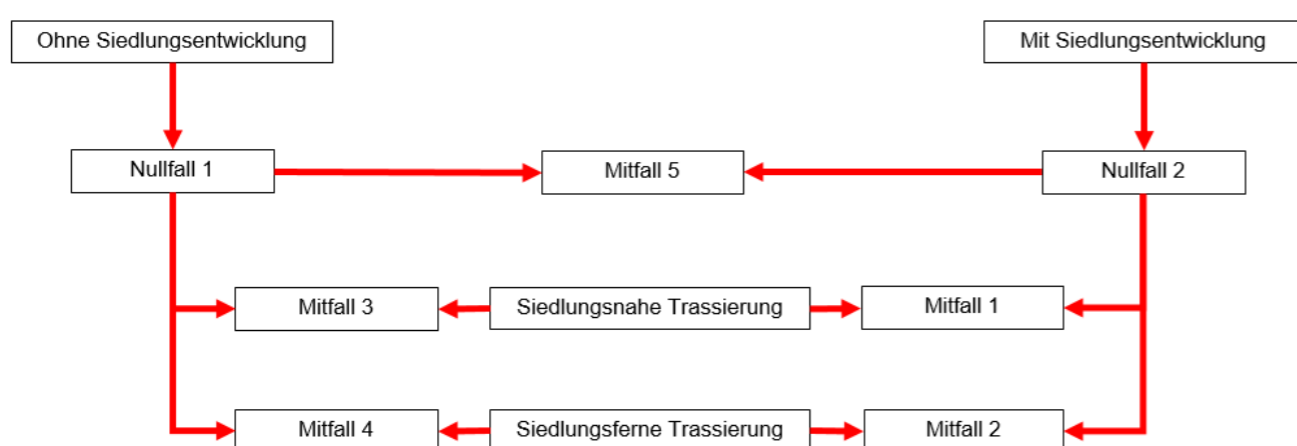 Ohne Siedlungsentwicklung
Mit Siedlungsentwicklung
Nullfall 1
Mitfall 5
Nullfall 2
Mitfall 3
Siedlungsnahe Trassierung
Mitfall 1
Mitfall 4
Siedlungsferne Trassierung
Mitfall 2